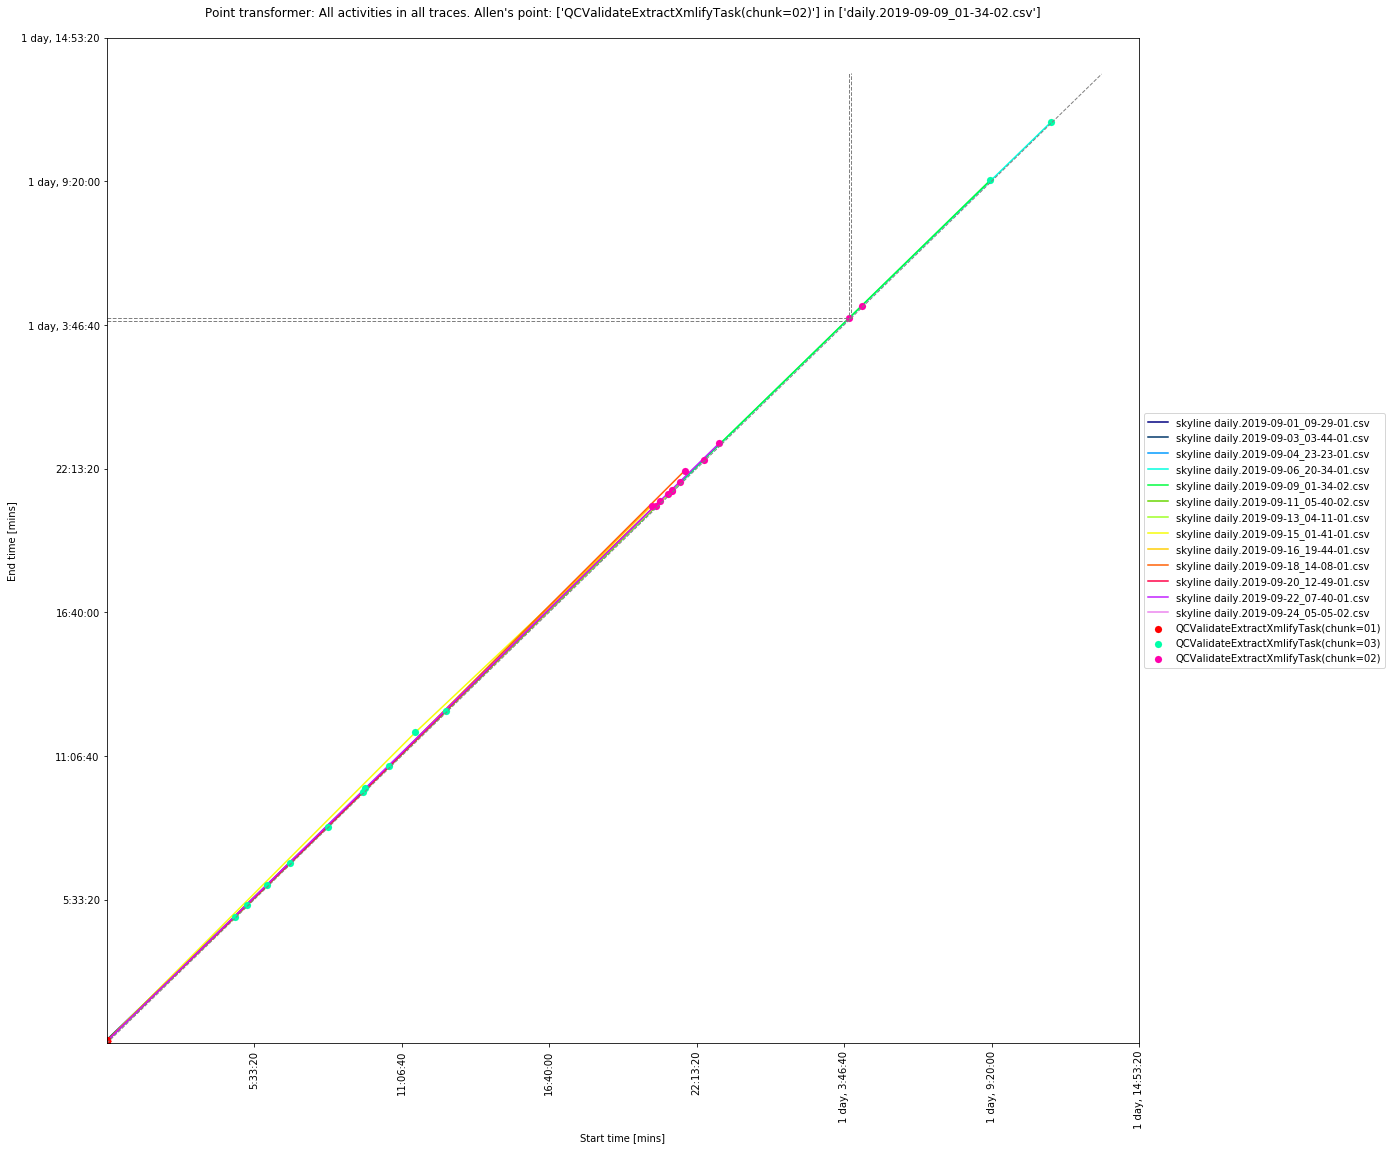 Point transformer: All activities in all traces. Allen's point: ['QCValidateExtractXmlifyTask(chunk=02)'] in ['daily.2019-09-09_01-34-02.csv']
1 day, 14:53:20
1 day, 9:20:00
1 day, 3:46:40
22:13:20
16:40:00
11:06:40
5:33:20
End time [mins]
5:33:20
11:06:40
16:40:00
22:13:20
1 day, 3:46:40
1 day, 9:20:00
1 day, 14:53:20
Start time [mins]
skyline daily.2019-09-01_09-29-01.csv
skyline daily.2019-09-03_03-44-01.csv
skyline daily.2019-09-04_23-23-01.csv
skyline daily.2019-09-06_20-34-01.csv
skyline daily.2019-09-09_01-34-02.csv
skyline daily.2019-09-11_05-40-02.csv
skyline daily.2019-09-13_04-11-01.csv
skyline daily.2019-09-15_01-41-01.csv
skyline daily.2019-09-16_19-44-01.csv
skyline daily.2019-09-18_14-08-01.csv
skyline daily.2019-09-20_12-49-01.csv
skyline daily.2019-09-22_07-40-01.csv
skyline daily.2019-09-24_05-05-02.csv
QCValidateExtractXmlifyTask(chunk=01)
QCValidateExtractXmlifyTask(chunk=03)
QCValidateExtractXmlifyTask(chunk=02)